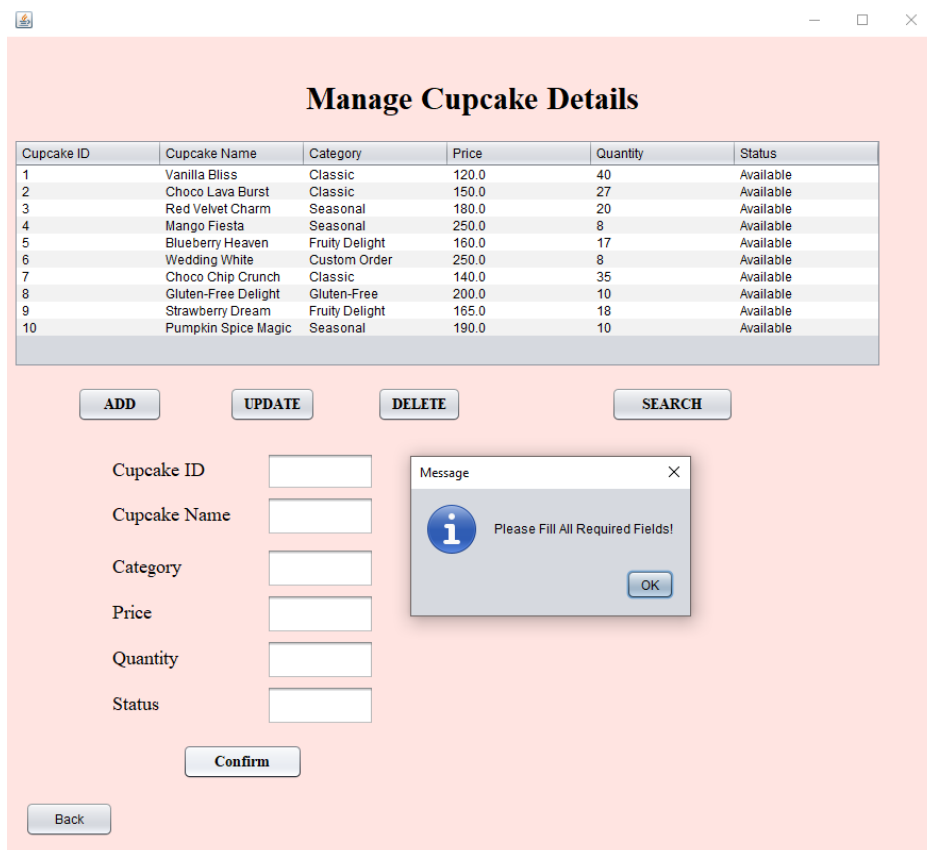 Manage Cupcake Details
Cupcake ID Cupcake Name Category Price Quantity Status
1 Vanilla Bliss Classic 120.0 40 Available
2 Choco Lava Burst Classic 150.0 27 Available
3 Red Velvet Charm Seasonal 180.0 20 Available
4 Mango Fiesta Seasonal 250.0 8 Available
5 Blueberry Heaven Fruity Delight 160.0 17 Available
6 Wedding White Custom Order 250.0 8 Available
7 Choco Chip Crunch Classic 140.0 35 Available
8 Gluten-Free Delight Gluten-Free 200.0 10 Available
9 Strawberry Dream Fruity Delight 165.0 18 Available
10 Pumpkin Spice Magic Seasonal 190.0 10 Available
ADD UPDATE DELETE SEARCH
Cupcake ID
Cupcake Name
Category
Price
Quantity
Status
Confirm
Back
Message
Please Fill All Required Fields!
OK